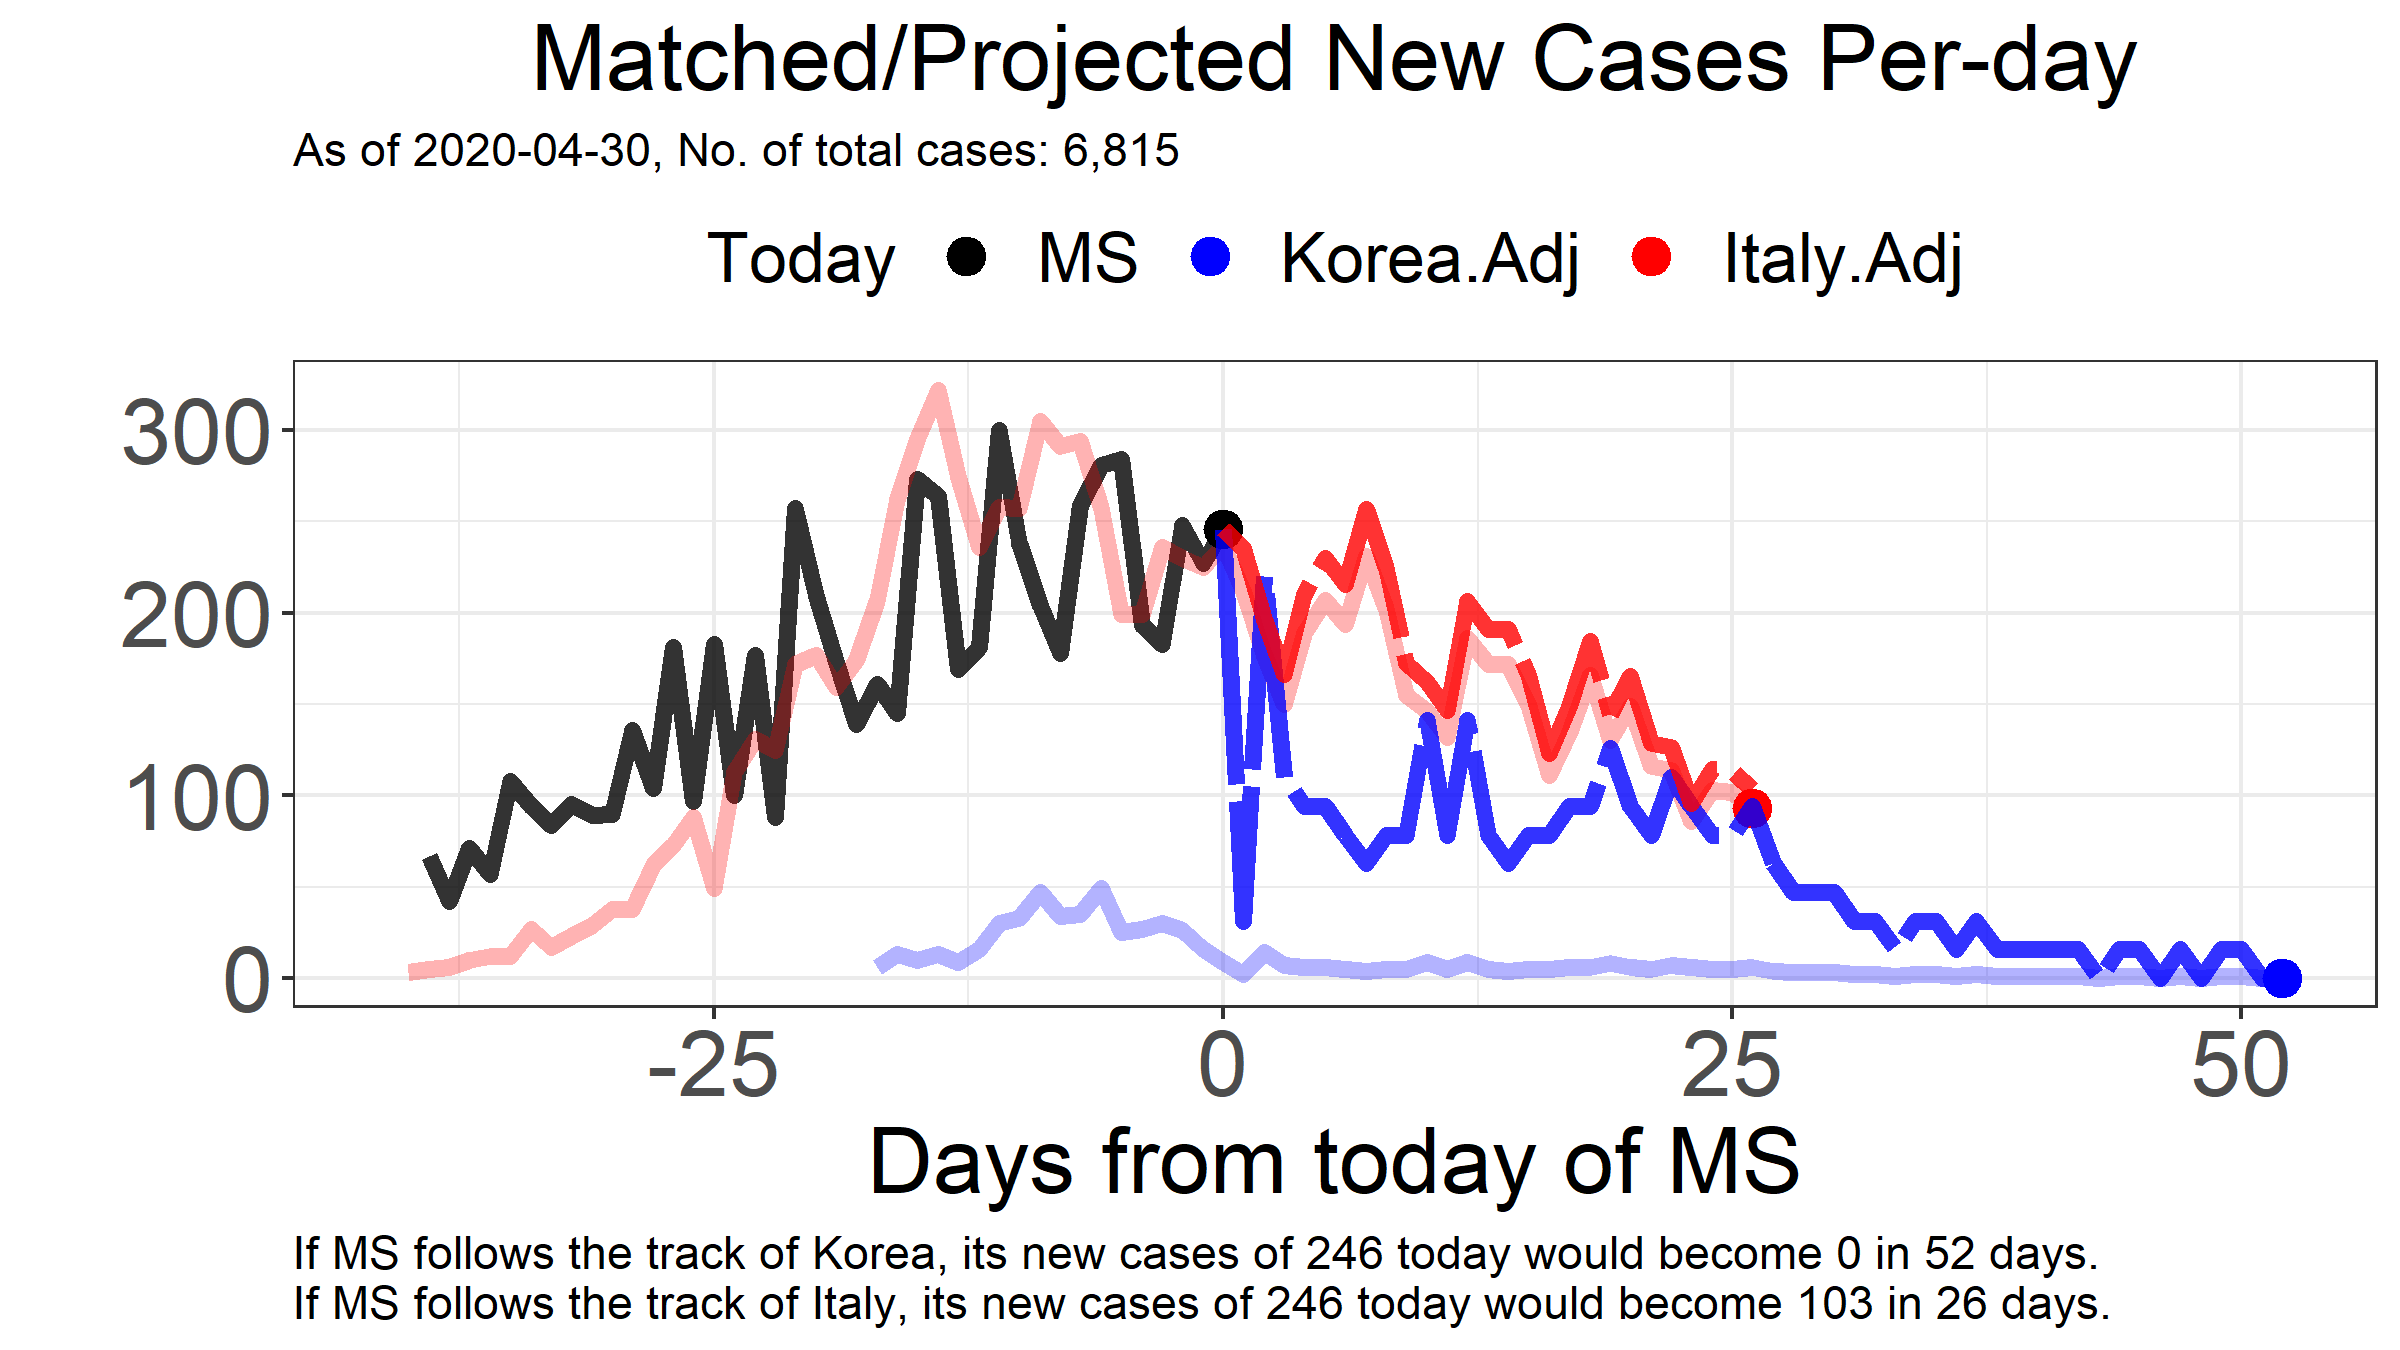 Matched/Projected New Cases Per-day
As of 2020-04-30, No. of total cases: 6,815
Today MS Korea.Adj Italy.Adj
300
200
100
0
-25 0 25 50
Days from today of MS
If MS follows the track of Korea, its new cases of 246 today would become 0 in 52 days.
If MS follows the track of Italy, its new cases of 246 today would become 103 in 26 days.